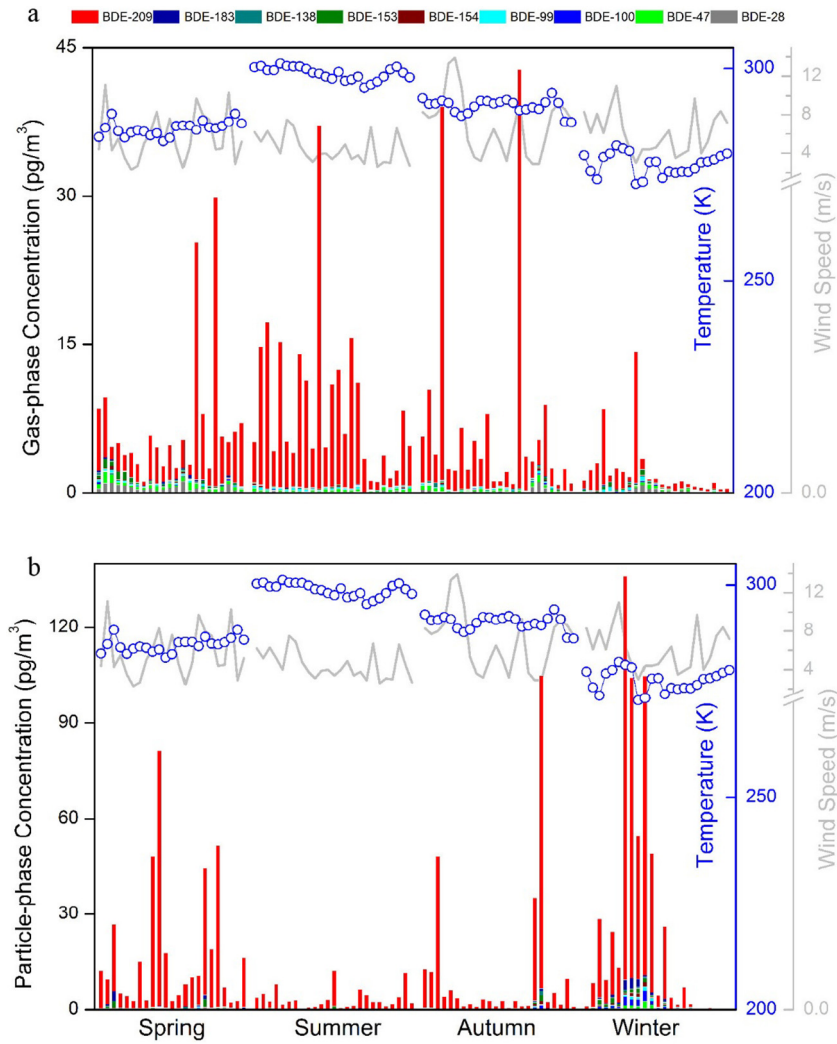 a
BDE-209 BDE-183 BDE-138 BDE-153 BDE-154 BDE-99 BDE-100 BDE-47 BDE-28
45
30
15
0
Gas-phase Concentration (pg/m³)
300
250
200
Temperature (K)
12
8
4
0.0
Wind Speed (m/s)
b
120
90
60
30
0
Particle-phase Concentration (pg/m³)
300
250
200
Temperature (K)
12
8
4
0.0
Wind Speed (m/s)
Spring Summer Autumn Winter